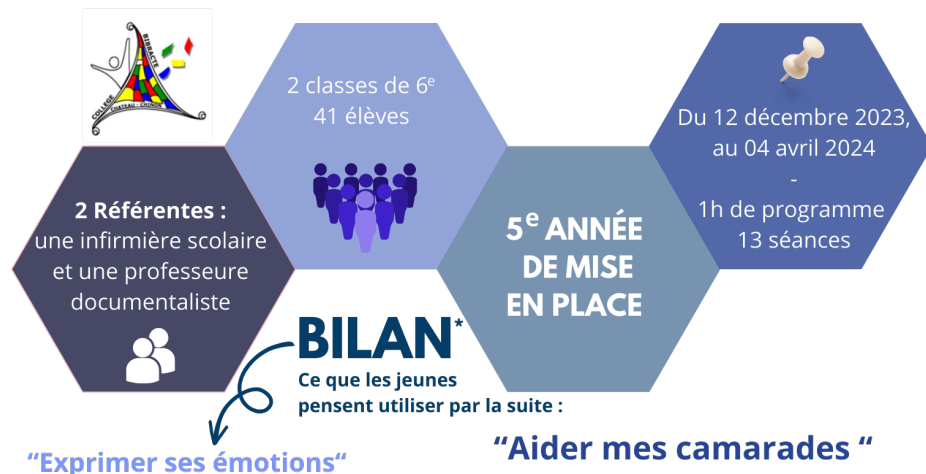 BIBRACTE
COLLEGE
CHATEAU - CHINON
2 classes de 6e
41 élèves
Du 12 décembre 2023,
au 04 avril 2024
-
1h de programme
13 séances
2 Référentes :
une infirmière scolaire
et une professeure
documentaliste
5e ANNÉE
DE MISE
EN PLACE
BILAN*
Ce que les jeunes
pensent utiliser par la suite :
“Exprimer ses émotions“
“Aider mes camarades “